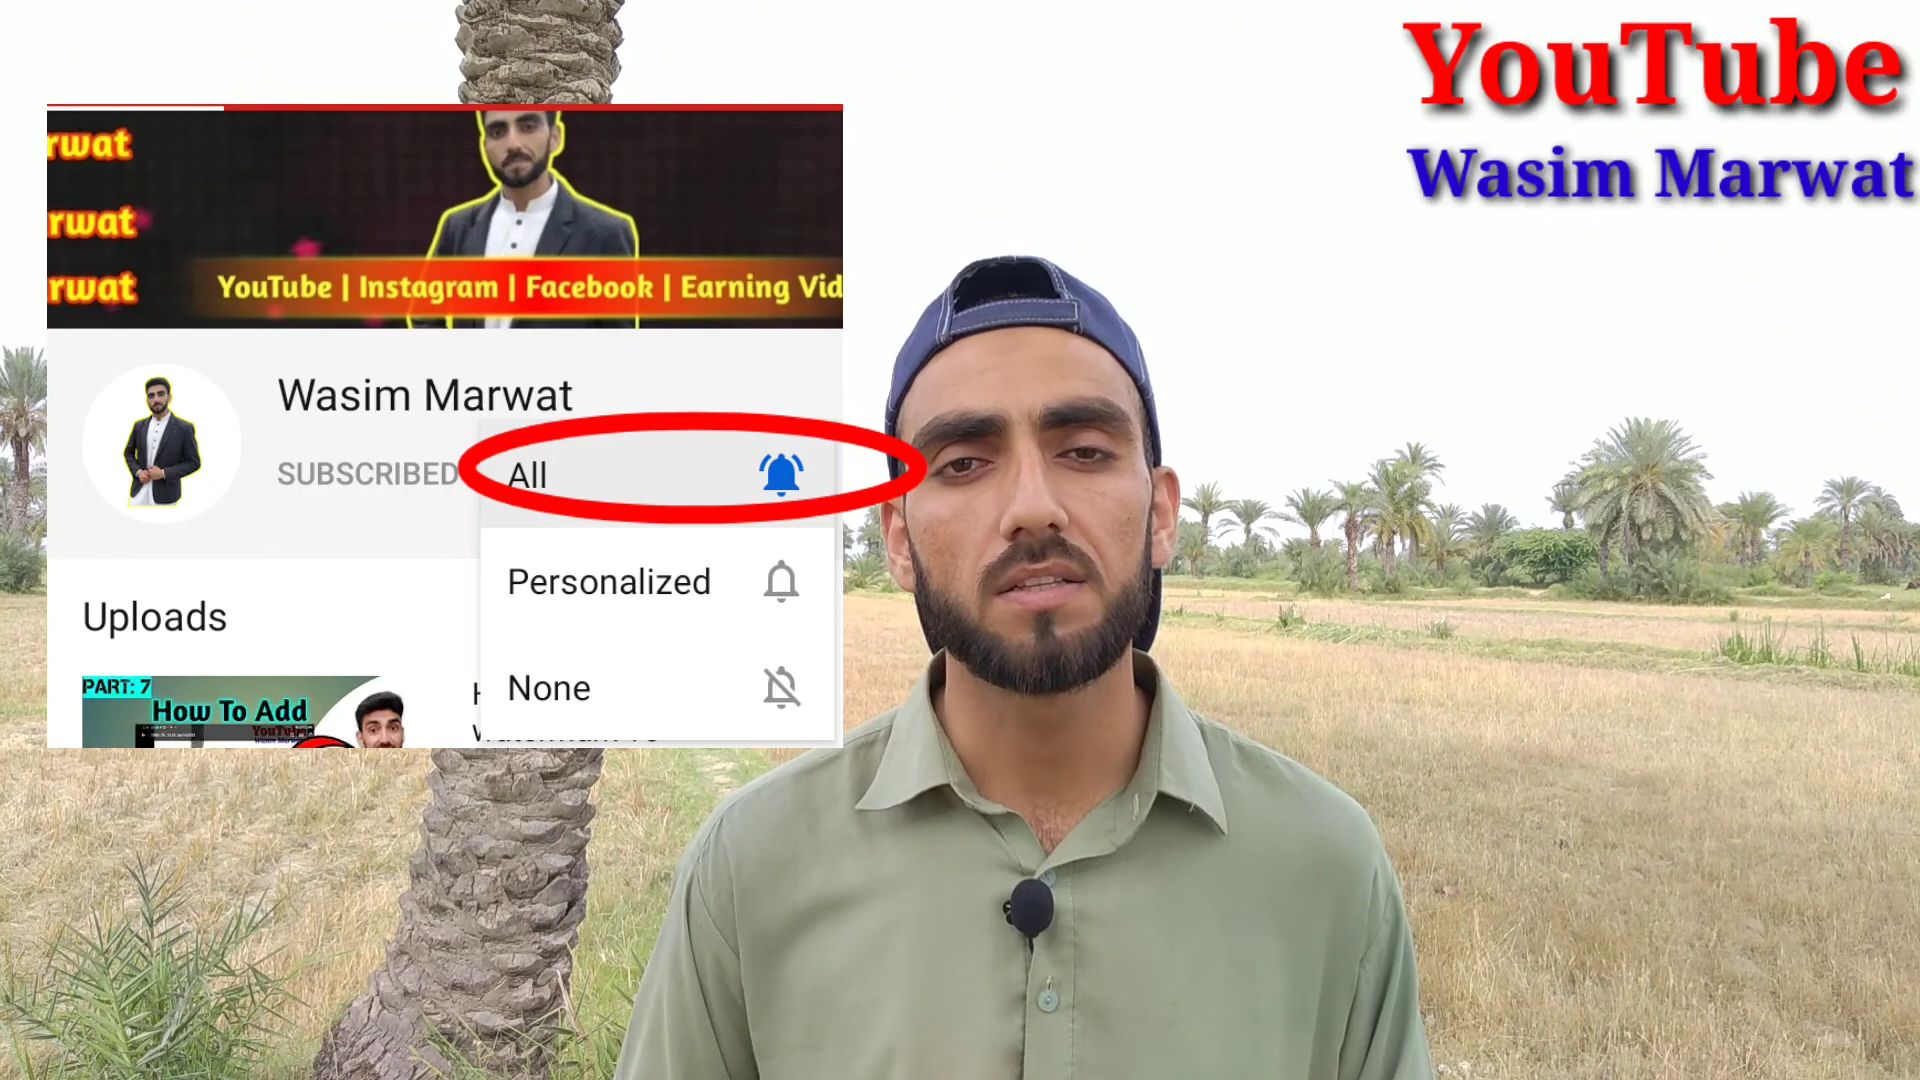 YouTube
Wasim Marwat
rwat
rwat
rwat
YouTube | Instagram | Facebook | Earning Vid
Wasim Marwat
SUBSCRIBED
All
Personalized
None
Uploads
PART: 7
How To Add
YouTube